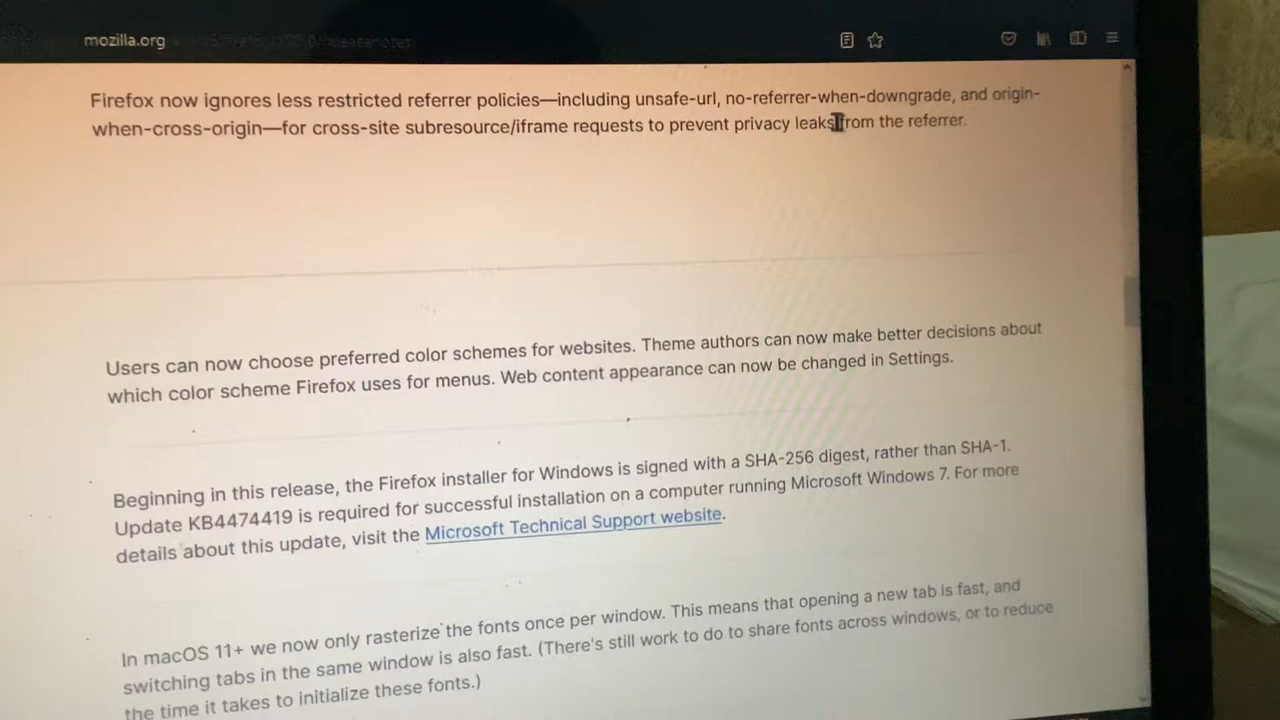 mozilla.org
Firefox now ignores less restricted referrer policies—including unsafe-url, no-referrer-when-downgrade, and origin-
when-cross-origin—for cross-site subresource/iframe requests to prevent privacy leaks from the referrer.
Users can now choose preferred color schemes for websites. Theme authors can now make better decisions about
which color scheme Firefox uses for menus. Web content appearance can now be changed in Settings.
Beginning in this release, the Firefox installer for Windows is signed with a SHA-256 digest, rather than SHA-1.
Update KB4474419 is required for successful installation on a computer running Microsoft Windows 7. For more
details about this update, visit the Microsoft Technical Support website.
In macOS 11+ we now only rasterize the fonts once per window. This means that opening a new tab is fast, and
switching tabs in the same window is also fast. (There's still work to do to share fonts across windows, or to reduce
the time it takes to initialize these fonts.)